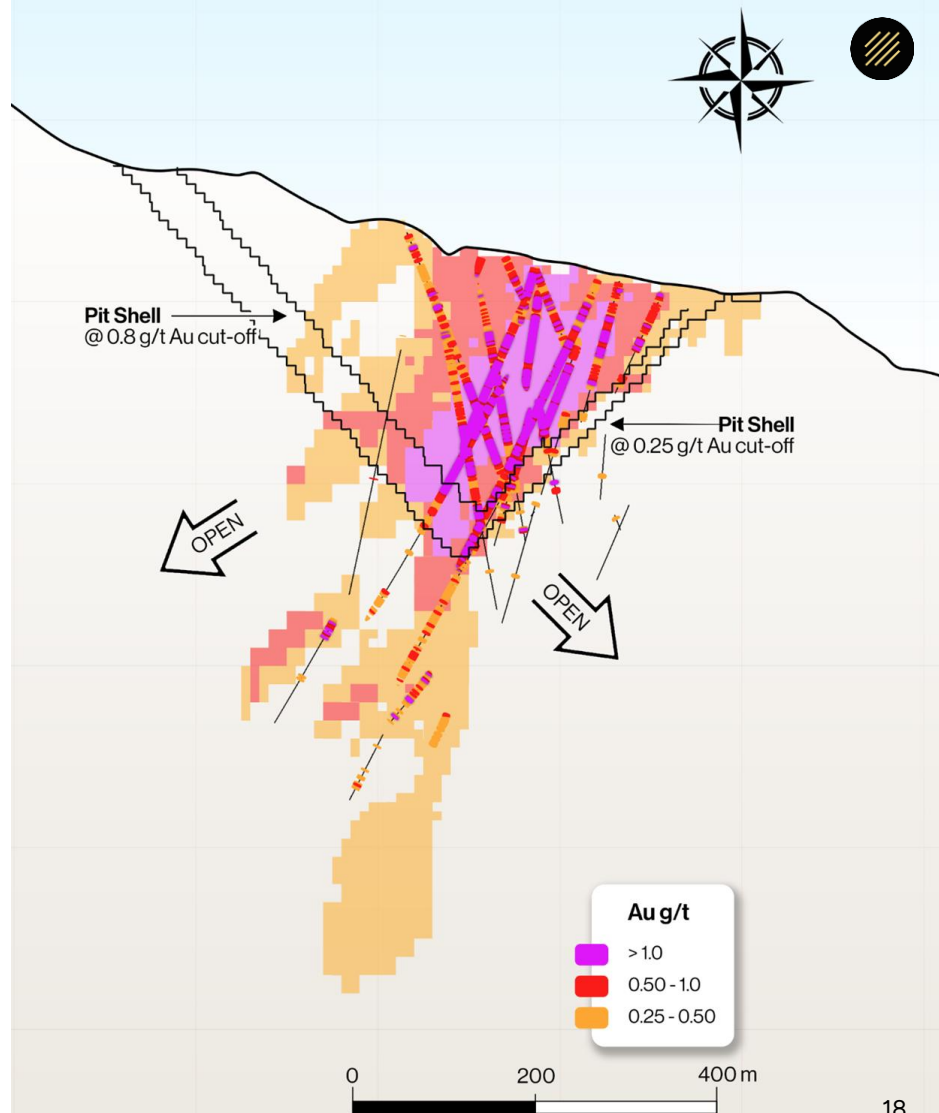 Pit Shell
@ 0.8 g/t Au cut-off
Pit Shell
@ 0.25 g/t Au cut-off
OPEN
OPEN
Au g/t
> 1.0
0.50 - 1.0
0.25 - 0.50
0 200 400 m
18